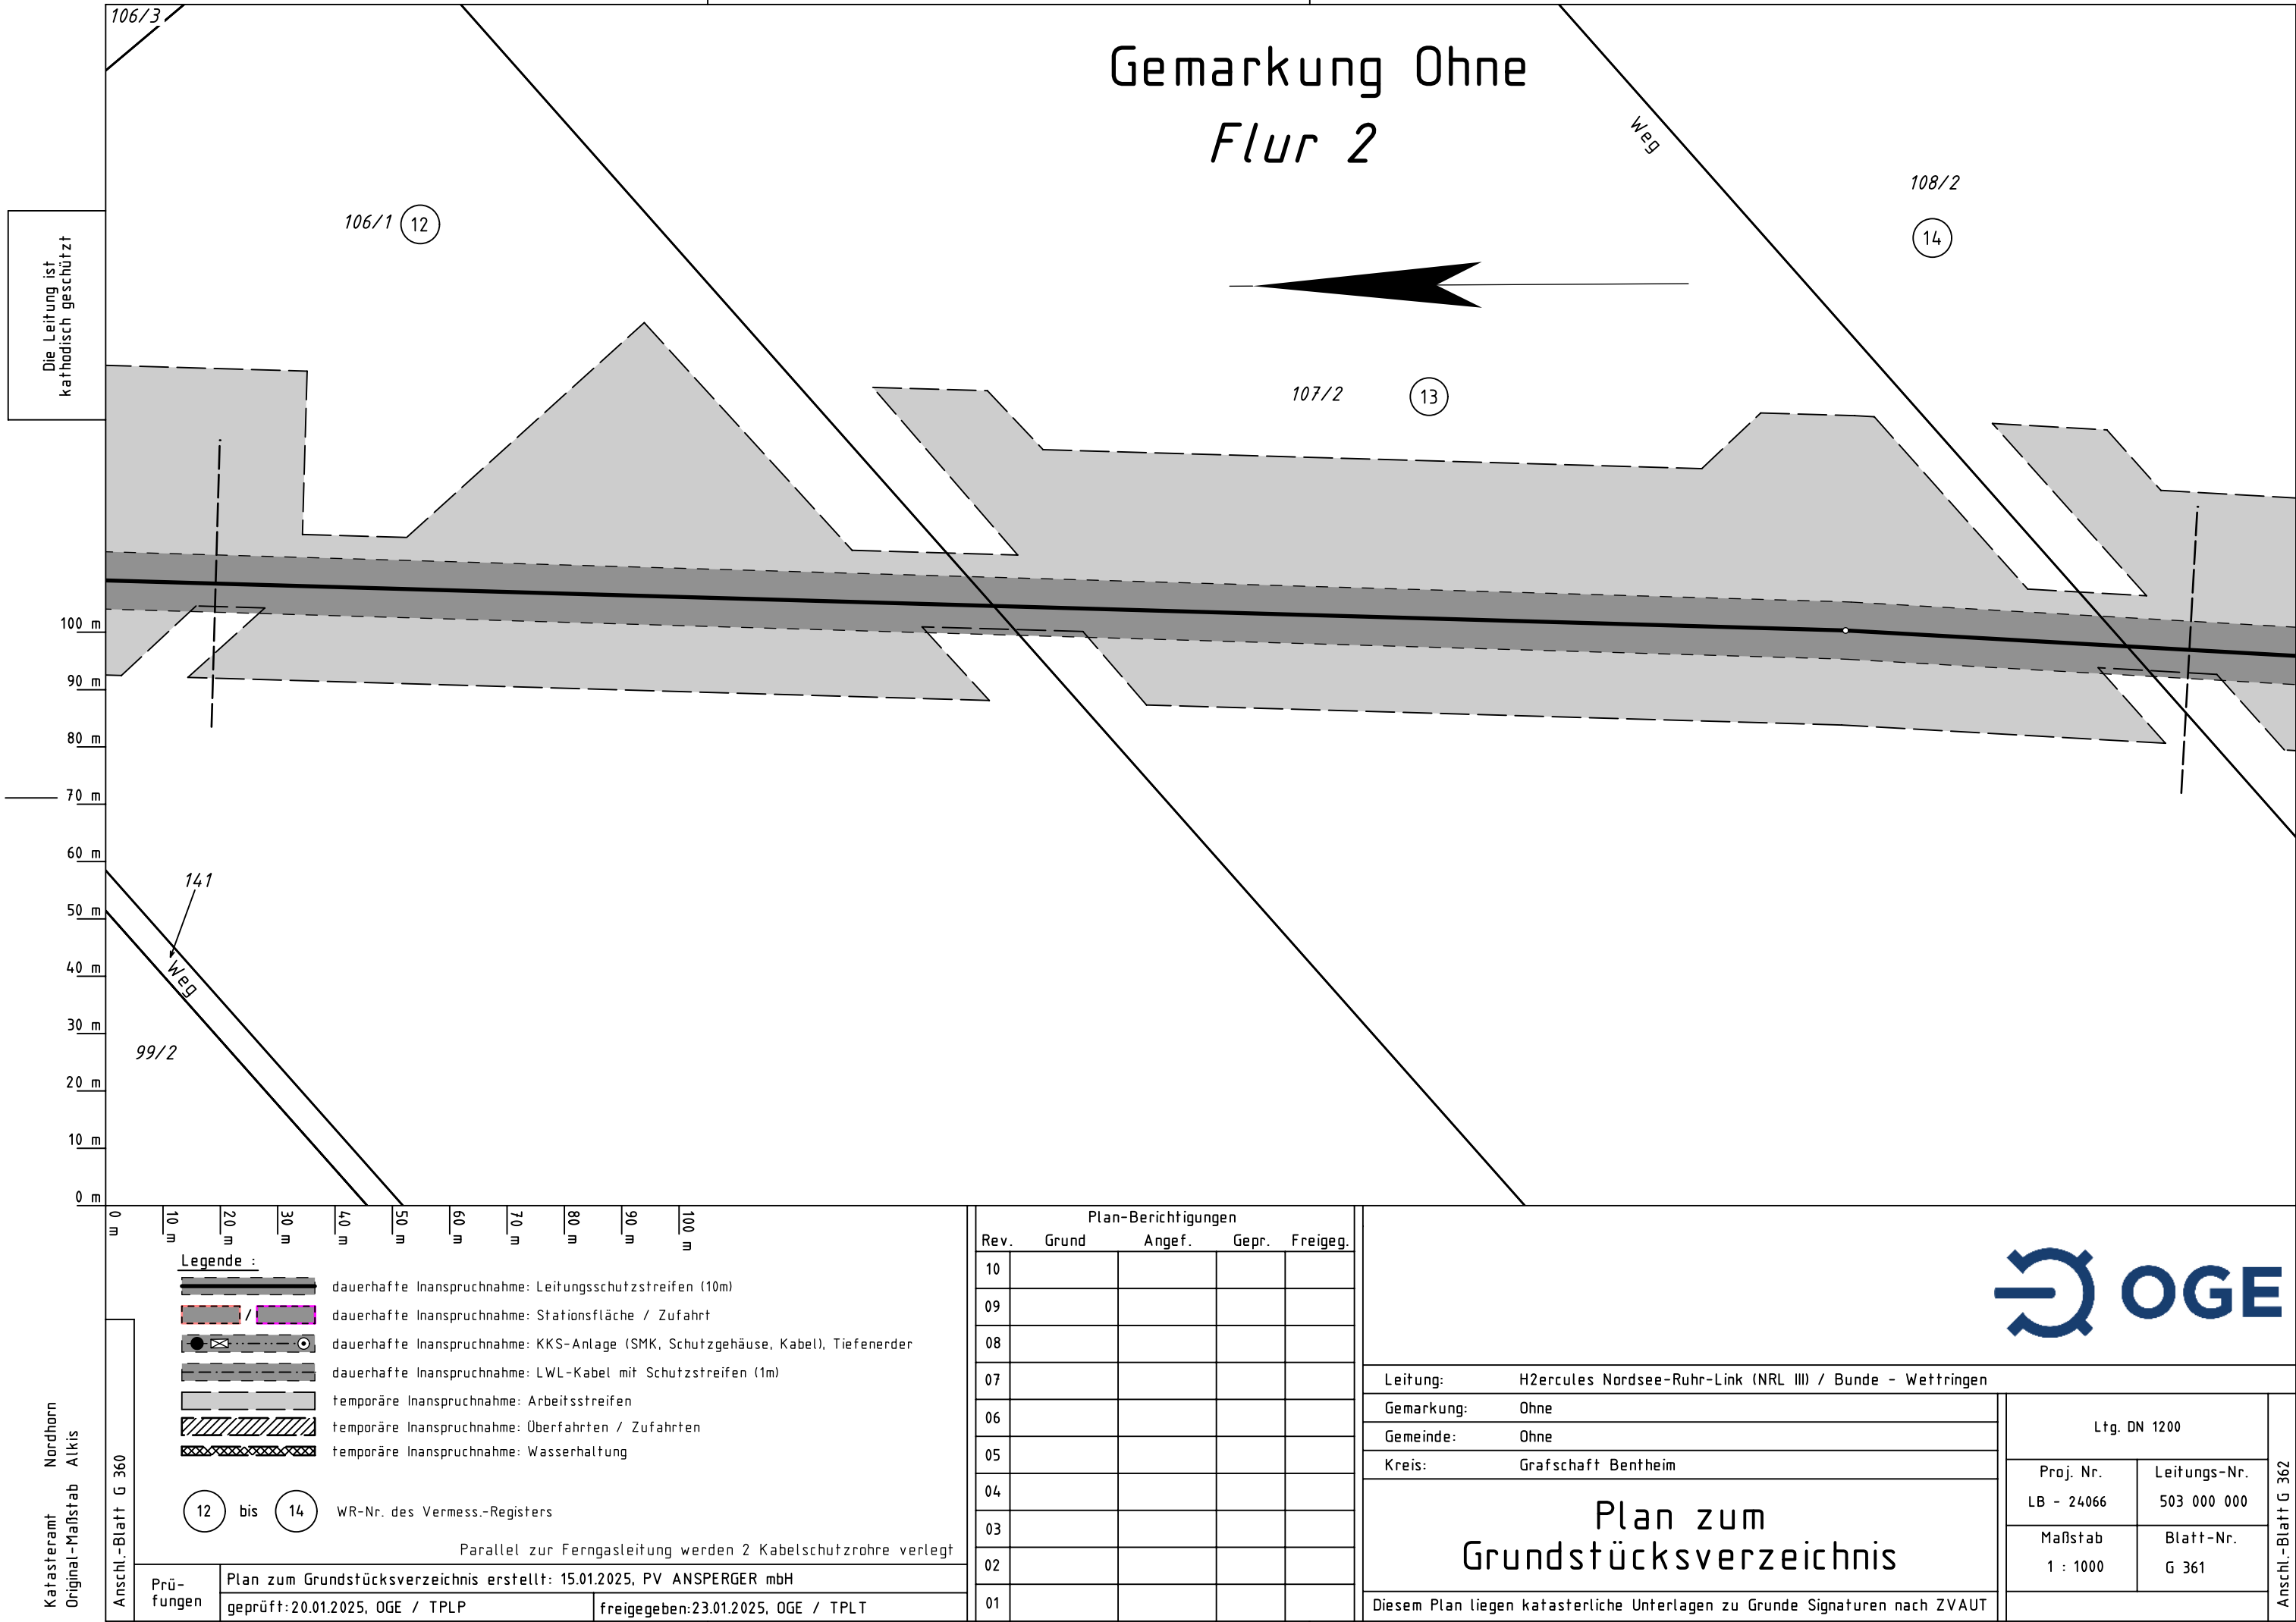 106/3
Gemarkung Ohne
Flur 2
Weg
108/2
14
106/1 12
Die Leitung ist
kathodisch geschützt
107/2 13
100 m
90 m
80 m
70 m
60 m
50 m
40 m
30 m
20 m
10 m
0 m
141
Weg
99/2
0 m 10 m 20 m 30 m 40 m 50 m 60 m 70 m 80 m 90 m 100 m
Legende :
dauerhafte Inanspruchnahme: Leitungsschutzstreifen (10m)
/ dauerhafte Inanspruchnahme: Stationsfläche / Zufahrt
dauerhafte Inanspruchnahme: KKS-Anlage (SMK, Schutzgehäuse, Kabel), Tiefenerder
dauerhafte Inanspruchnahme: LWL-Kabel mit Schutzstreifen (1m)
temporäre Inanspruchnahme: Arbeitsstreifen
temporäre Inanspruchnahme: Überfahrten / Zufahrten
temporäre Inanspruchnahme: Wasserhaltung
12 bis 14 WR-Nr. des Vermess.-Registers
Parallel zur Ferngasleitung werden 2 Kabelschutzrohre verlegt
Katasteramt Nordhorn
Original-Maßstab Alkis
Anschl.-Blatt G 360
Prü-
fungen
Plan zum Grundstücksverzeichnis erstellt: 15.01.2025, PV ANSPERGER mbH
geprüft: 20.01.2025, OGE / TPLP
freigegeben: 23.01.2025, OGE / TPLT
Plan-Berichtigungen
Rev. Grund Angef. Gepr. Freigeg.
10
09
08
07
06
05
04
03
02
01
OGE
Leitung: H2ercules Nordsee-Ruhr-Link (NRL III) / Bunde - Wettringen
Gemarkung: Ohne
Gemeinde: Ohne
Kreis: Grafschaft Bentheim
Plan zum
Grundstücksverzeichnis
Diesem Plan liegen katasterliche Unterlagen zu Grunde Signaturen nach ZVAUT
Ltg. DN 1200
Proj. Nr. Leitungs-Nr.
LB - 24066 503 000 000
Maßstab Blatt-Nr.
1 : 1000 G 361
Anschl.-Blatt G 362